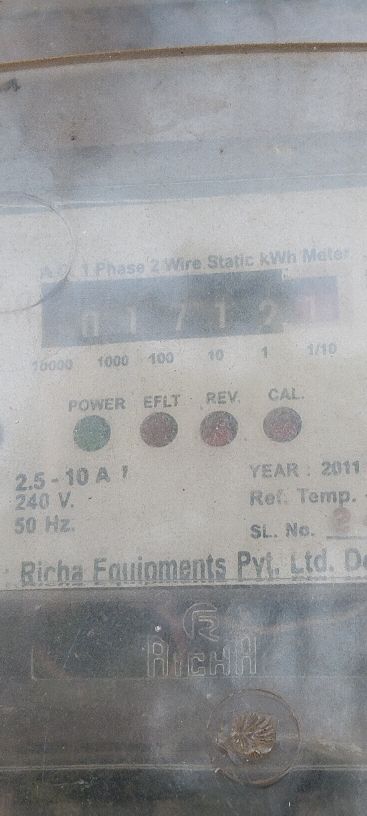 A.C. 1 Phase 2 Wire Static kWh Meter
0 1 7 1 2 1
10000 1000 100 10 1 1/10
POWER EFLT REV. CAL.
2.5 - 10 A
240 V.
50 Hz.
YEAR : 2011
Ref. Temp.
SL. No.
Richa Equipments Pvt. Ltd.
RICHA